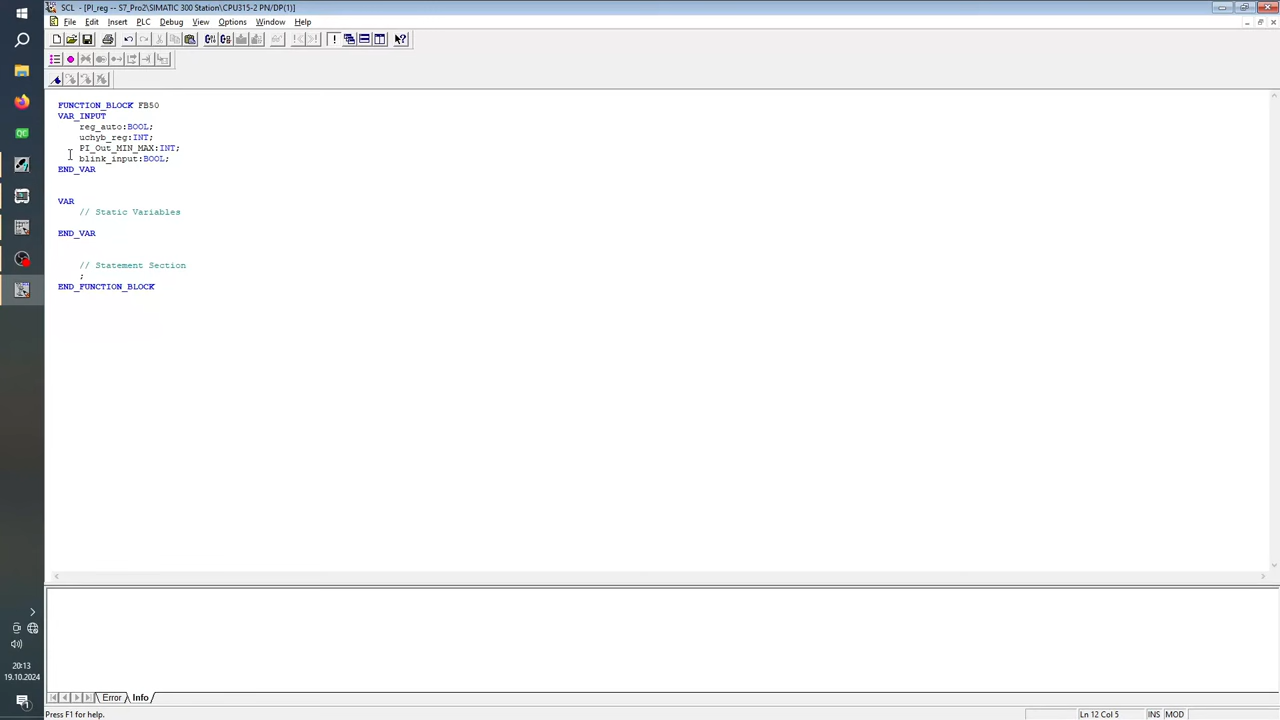 SCL - [PI_reg -- S7_Pro2\SIMATIC 300 Station\CPU315-2 PN/DP(1)]
File Edit Insert PLC Debug View Options Window Help
FUNCTION_BLOCK FB50
VAR_INPUT
reg_auto:BOOL;
uchyb_reg:INT;
PI_Out_MIN_MAX:INT;
blink_input:BOOL;
END_VAR
VAR
// Static Variables
END_VAR
// Statement Section
;
END_FUNCTION_BLOCK
20:13
19.10.2024
Error Info
Press F1 for help.
Ln 12 Col 5 INS MOD